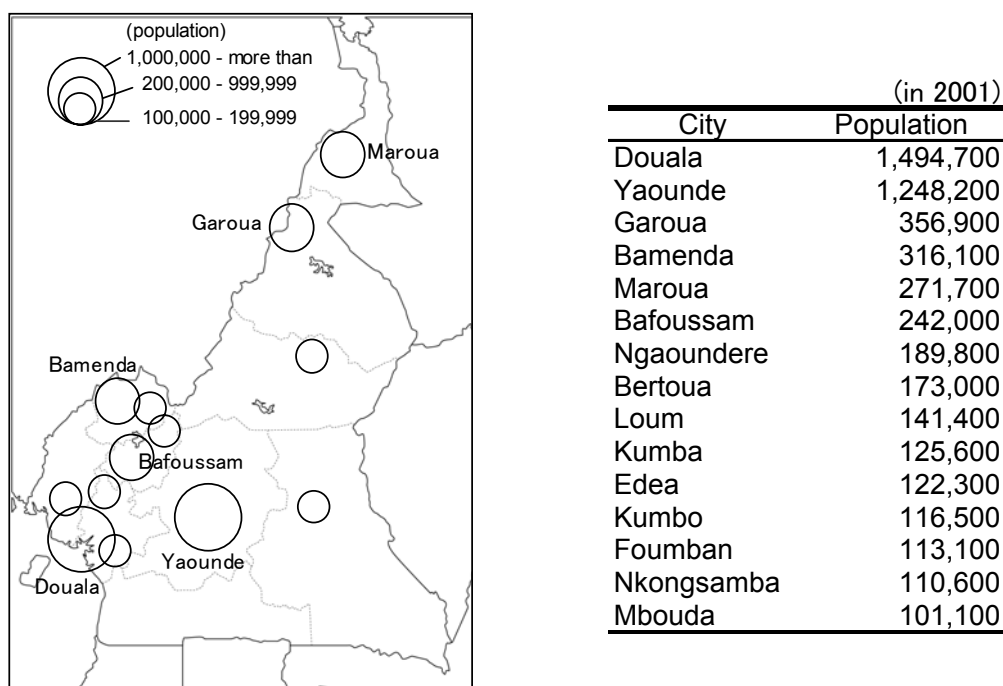 (population)
1,000,000 - more than
200,000 - 999,999
100,000 - 199,999
Maroua
Garoua
Bamenda
Bafoussam
Yaounde
Douala
(in 2001)
City Population
Douala 1,494,700
Yaounde 1,248,200
Garoua 356,900
Bamenda 316,100
Maroua 271,700
Bafoussam 242,000
Ngaoundere 189,800
Bertoua 173,000
Loum 141,400
Kumba 125,600
Edea 122,300
Kumbo 116,500
Foumban 113,100
Nkongsamba 110,600
Mbouda 101,100